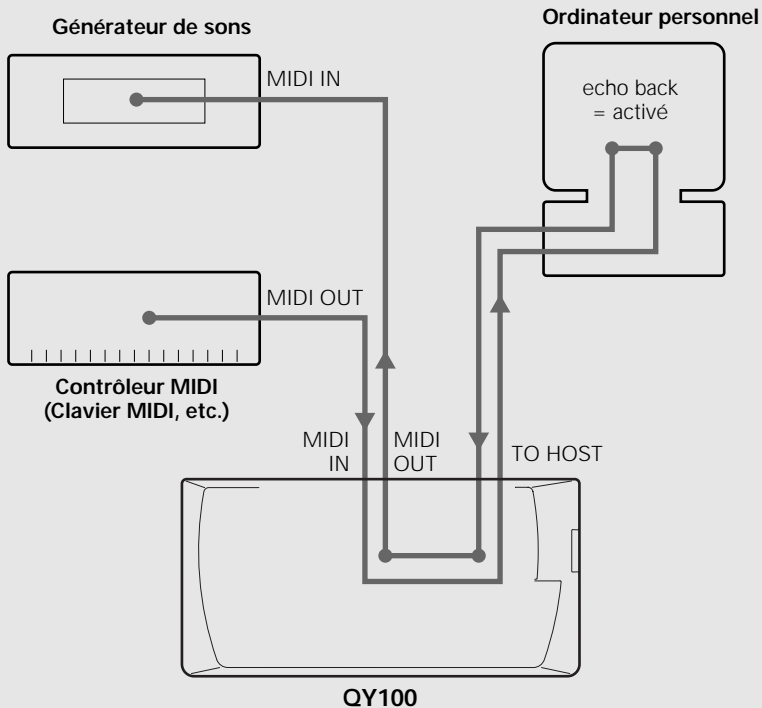 Générateur de sons
Ordinateur personnel
MIDI IN
echo back
= activé
MIDI OUT
Contrôleur MIDI
(Clavier MIDI, etc.)
MIDI
IN
MIDI
OUT
TO HOST
QY100